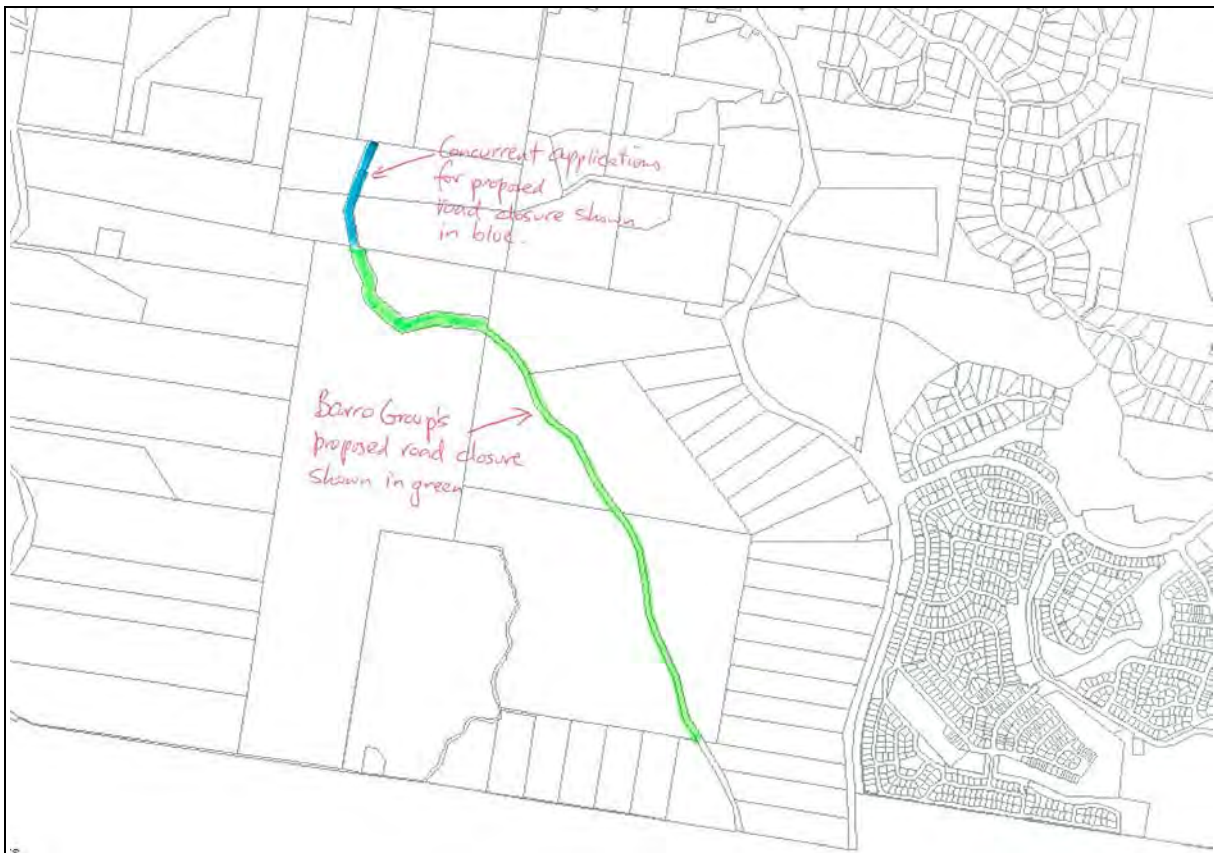 Concurrent applications
for proposed
road closure shown
in blue.
Barro Group's
proposed road closure
shown in green